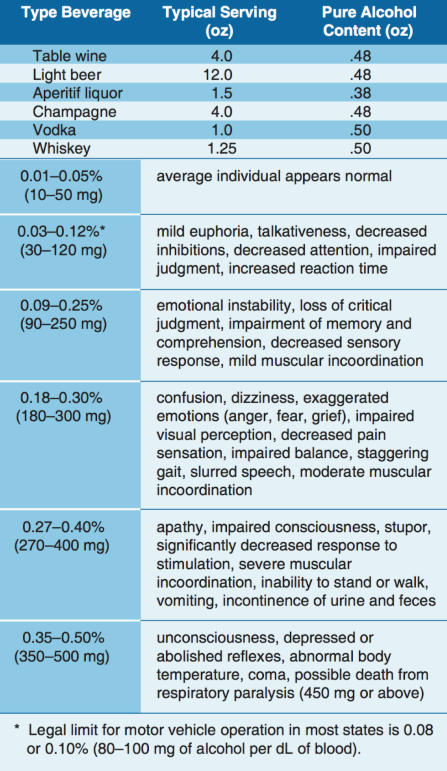 Type Beverage Typical Serving (oz) Pure Alcohol Content (oz)
Table wine 4.0 .48
Light beer 12.0 .48
Aperitif liquor 1.5 .38
Champagne 4.0 .48
Vodka 1.0 .50
Whiskey 1.25 .50
0.01–0.05%
(10–50 mg)
average individual appears normal
0.03–0.12%*
(30–120 mg)
mild euphoria, talkativeness, decreased
inhibitions, decreased attention, impaired
judgment, increased reaction time
0.09–0.25%
(90–250 mg)
emotional instability, loss of critical
judgment, impairment of memory and
comprehension, decreased sensory
response, mild muscular incoordination
0.18–0.30%
(180–300 mg)
confusion, dizziness, exaggerated
emotions (anger, fear, grief), impaired
visual perception, decreased pain
sensation, impaired balance, staggering
gait, slurred speech, moderate muscular
incoordination
0.27–0.40%
(270–400 mg)
apathy, impaired consciousness, stupor,
significantly decreased response to
stimulation, severe muscular
incoordination, inability to stand or walk,
vomiting, incontinence of urine and feces
0.35–0.50%
(350–500 mg)
unconsciousness, depressed or
abolished reflexes, abnormal body
temperature, coma, possible death from
respiratory paralysis (450 mg or above)
* Legal limit for motor vehicle operation in most states is 0.08
or 0.10% (80–100 mg of alcohol per dL of blood).